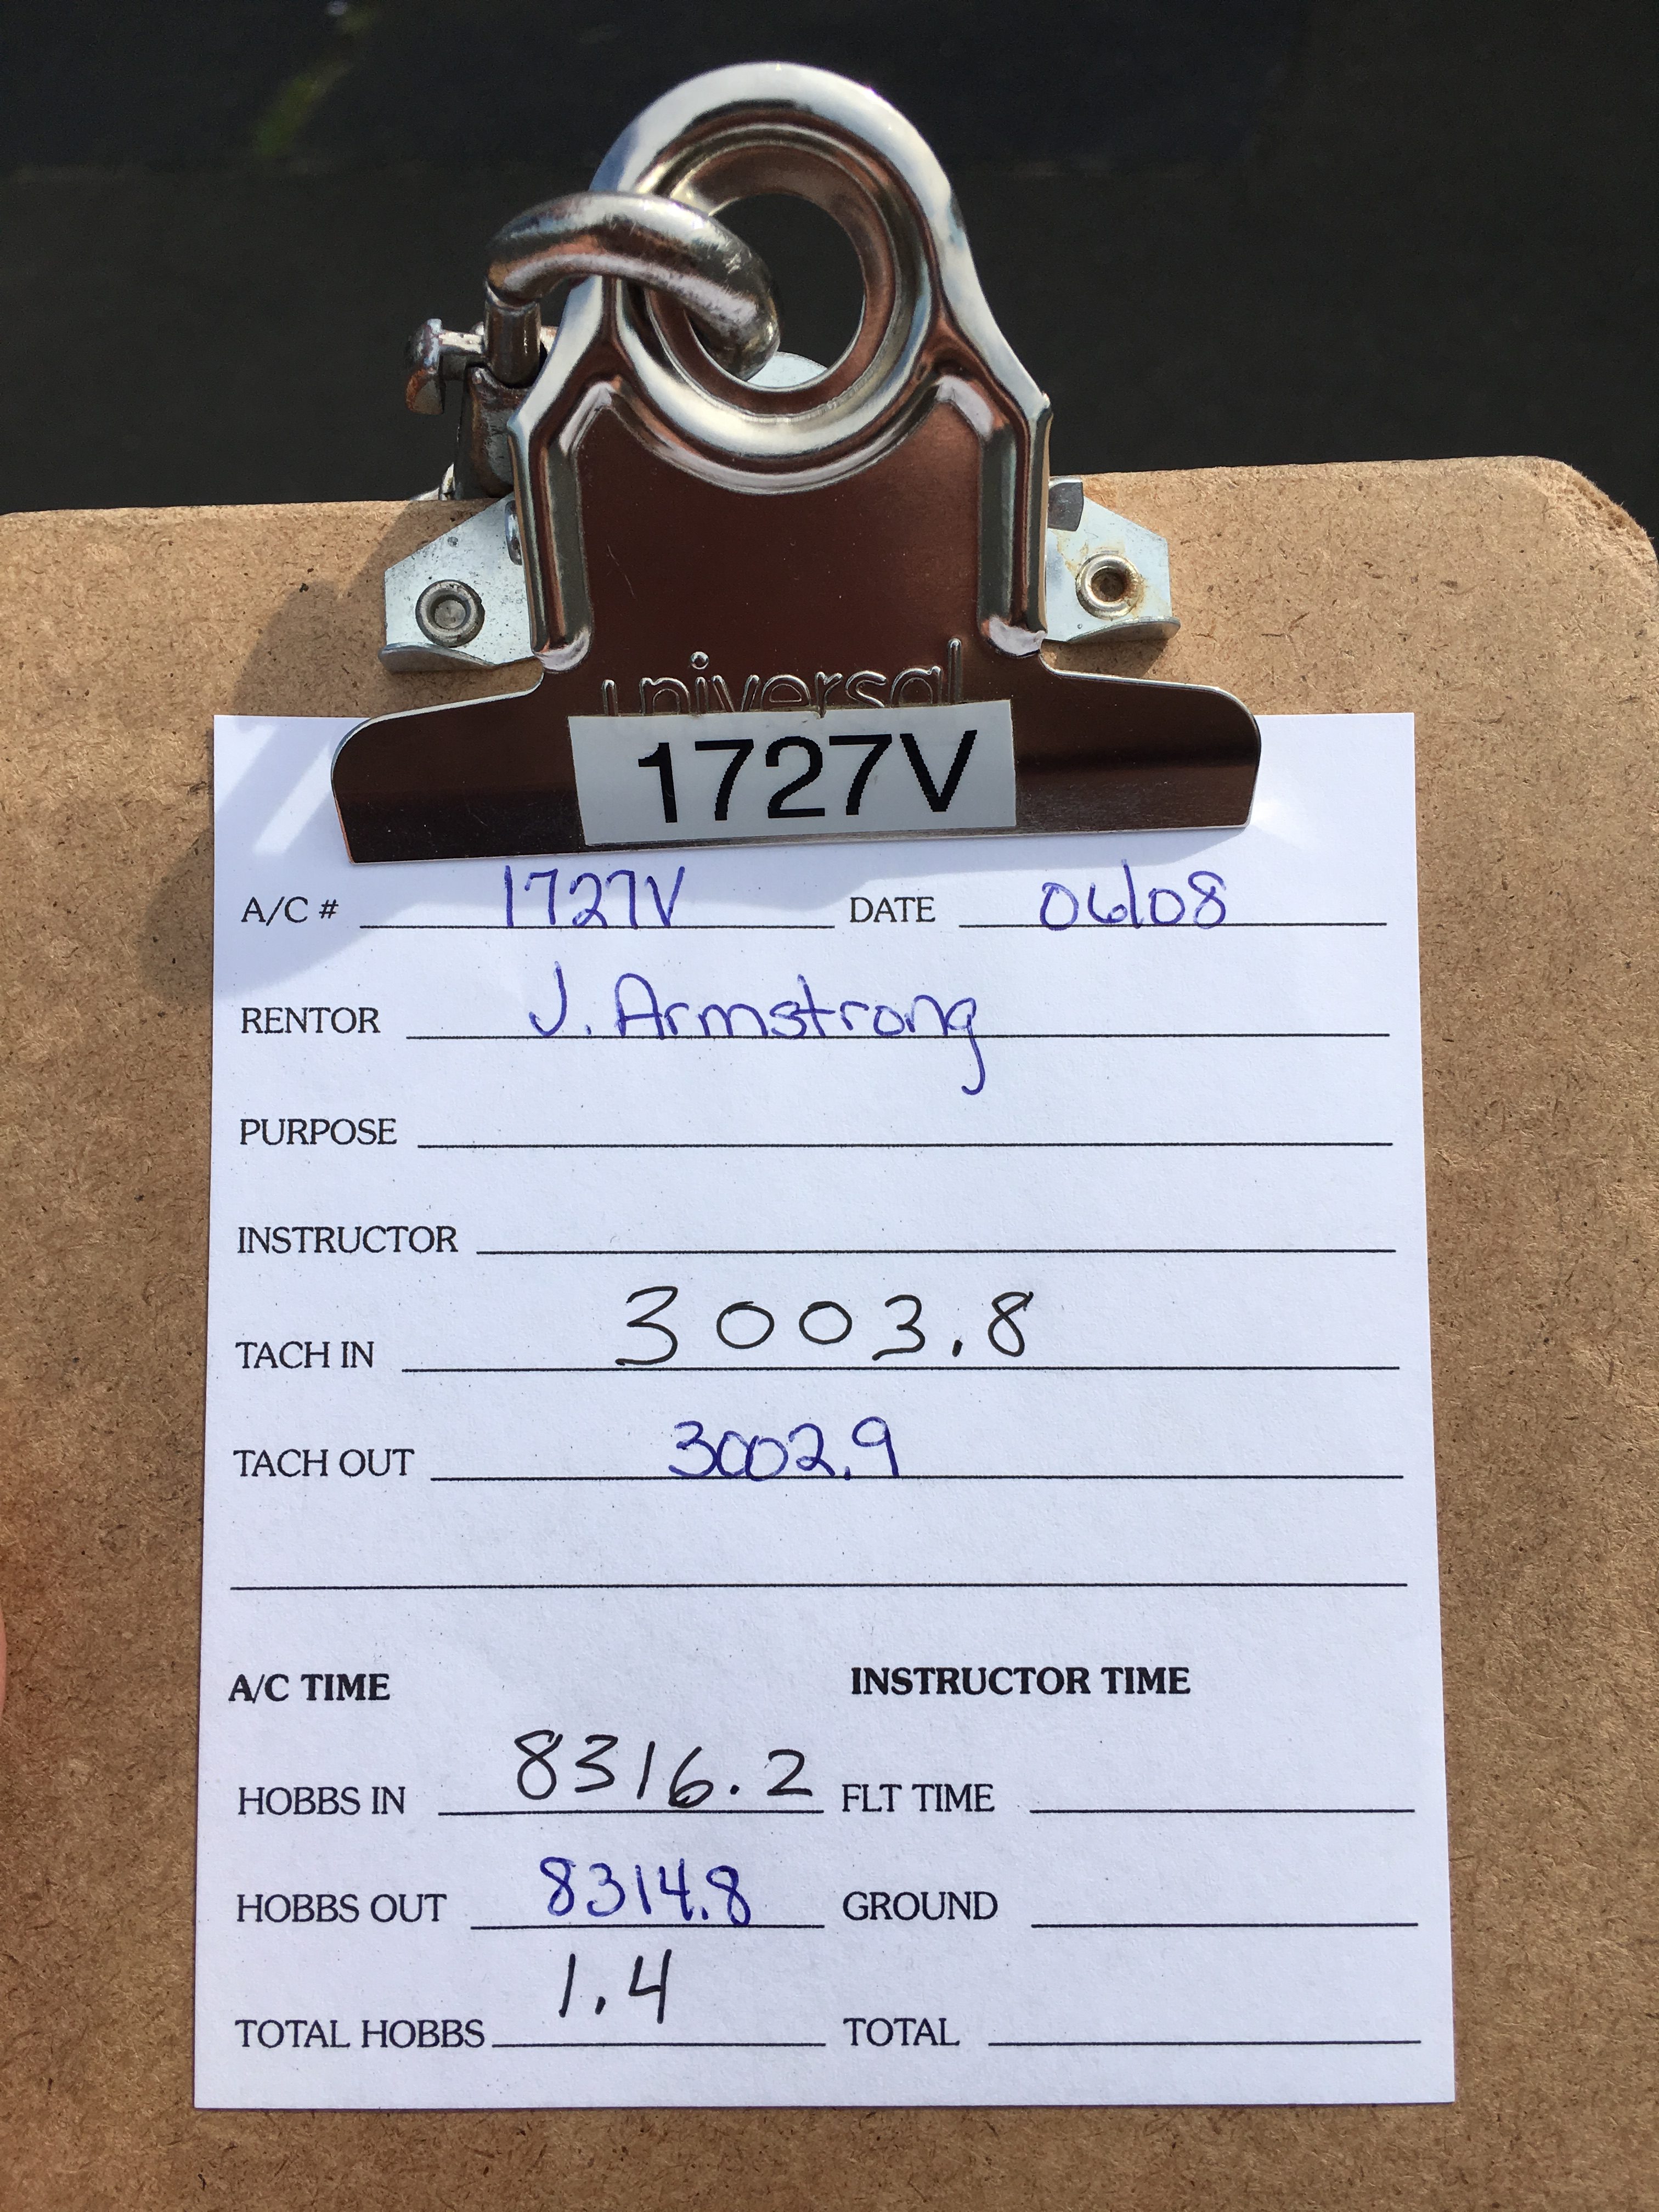 universal
1727V
A/C # 1727V DATE 06/08
RENTOR J. Armstrong
PURPOSE
INSTRUCTOR
TACH IN 3003.8
TACH OUT 3002.9
A/C TIME INSTRUCTOR TIME
HOBBS IN 8316.2 FLT TIME
HOBBS OUT 8314.8 GROUND
TOTAL HOBBS 1.4 TOTAL